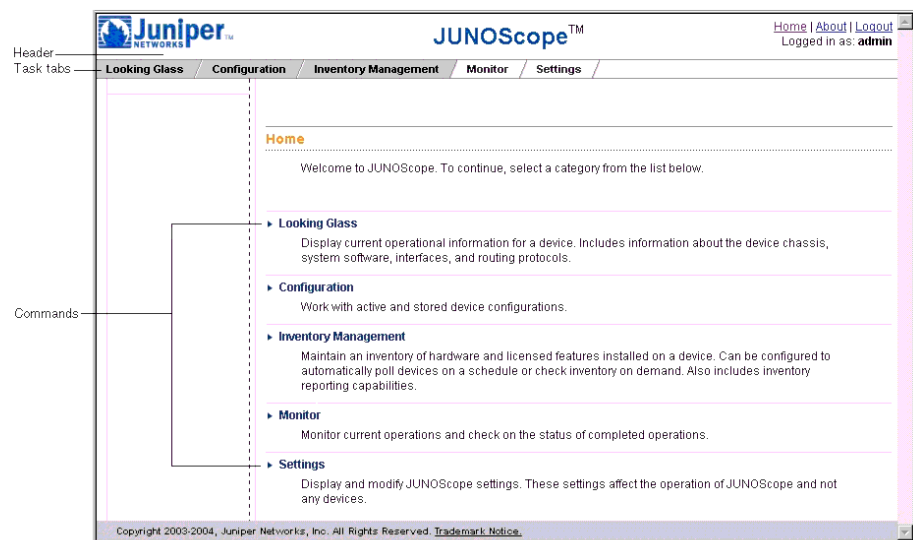 Juniper
NETWORKS
TM
JUNOScope™
Home | About | Logout
Logged in as: admin
Header
Task tabs
Looking Glass / Configuration / Inventory Management / Monitor / Settings /
Home
Welcome to JUNOScope. To continue, select a category from the list below.
Looking Glass
Display current operational information for a device. Includes information about the device chassis,
system software, interfaces, and routing protocols.
Configuration
Work with active and stored device configurations.
Commands
Inventory Management
Maintain an inventory of hardware and licensed features installed on a device. Can be configured to
automatically poll devices on a schedule or check inventory on demand. Also includes inventory
reporting capabilities.
Monitor
Monitor current operations and check on the status of completed operations.
Settings
Display and modify JUNOScope settings. These settings affect the operation of JUNOScope and not
any devices.
Copyright 2003-2004, Juniper Networks, Inc. All Rights Reserved. Trademark Notice.